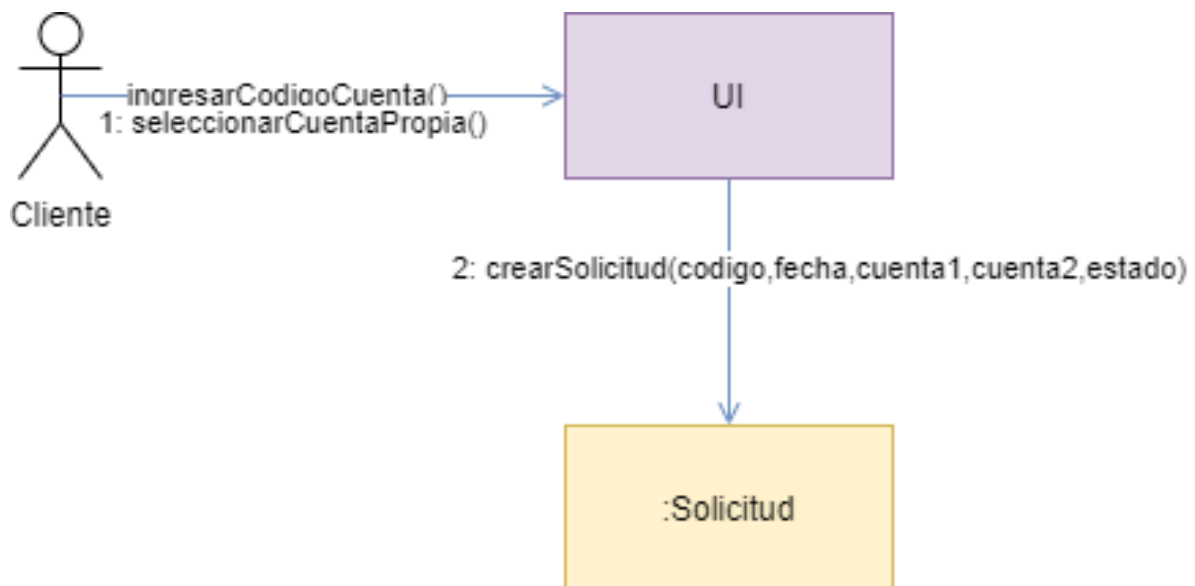 ingresarCodigoCuenta()
1: seleccionarCuentaPropia()
UI
Cliente
2: crearSolicitud(codigo,fecha,cuenta1,cuenta2,estado)
:Solicitud